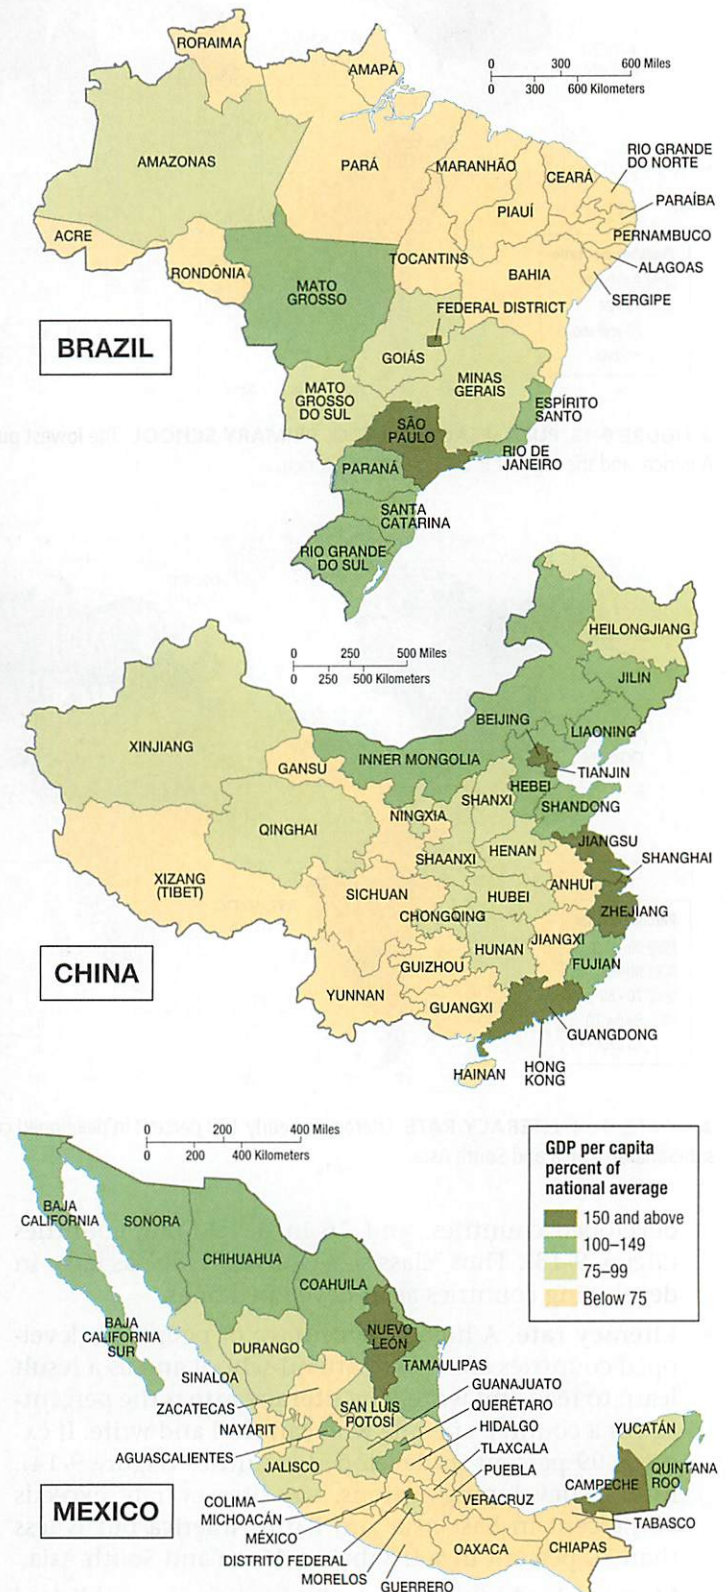 RORAIMA
AMAPÁ
0 300 600 Miles
0 300 600 Kilometers
AMAZONAS
PARÁ
MARANHÃO
CEARÁ
RIO GRANDE
DO NORTE
PARAÍBA
PIAUÍ
PERNAMBUCO
ACRE
RONDÔNIA
TOCANTINS
ALAGOAS
BAHIA
SERGIPE
MATO
GROSSO
FEDERAL DISTRICT
BRAZIL
GOIÁS
MINAS
GERAIS
MATO
GROSSO
DO SUL
ESPÍRITO
SANTO
SÃO
PAULO
RIO DE
JANEIRO
PARANÁ
SANTA
CATARINA
RIO GRANDE
DO SUL
0 250 500 Miles
0 250 500 Kilometers
HEILONGJIANG
JILIN
BEIJING
LIAONING
XINJIANG
INNER MONGOLIA
GANSU
TIANJIN
HEBEI
SHANXI
SHANDONG
NINGXIA
QINGHAI
JIANGSU
SHAANXI
HENAN
SHANGHAI
XIZANG
(TIBET)
SICHUAN
HUBEI
ANHUI
CHONGQING
ZHEJIANG
HUNAN
JIANGXI
CHINA
GUIZHOU
FUJIAN
YUNNAN
GUANGXI
GUANGDONG
HAINAN
HONG
KONG
0 200 400 Miles
0 200 400 Kilometers
GDP per capita
percent of
national average
150 and above
100–149
75–99
Below 75
BAJA
CALIFORNIA
SONORA
CHIHUAHUA
COAHUILA
BAJA
CALIFORNIA
SUR
DURANGO
NUEVO
LEÓN
TAMAULIPAS
SINALOA
GUANAJUATO
ZACATECAS
SAN LUIS
POTOSÍ
QUERÉTARO
NAYARIT
HIDALGO
AGUASCALIENTES
TLAXCALA
YUCATÁN
JALISCO
PUEBLA
QUINTANA
ROO
CAMPECHE
VERACRUZ
COLIMA
MICHOACÁN
TABASCO
MEXICO
MÉXICO
DISTRITO FEDERAL
OAXACA
CHIAPAS
MORELOS
GUERRERO